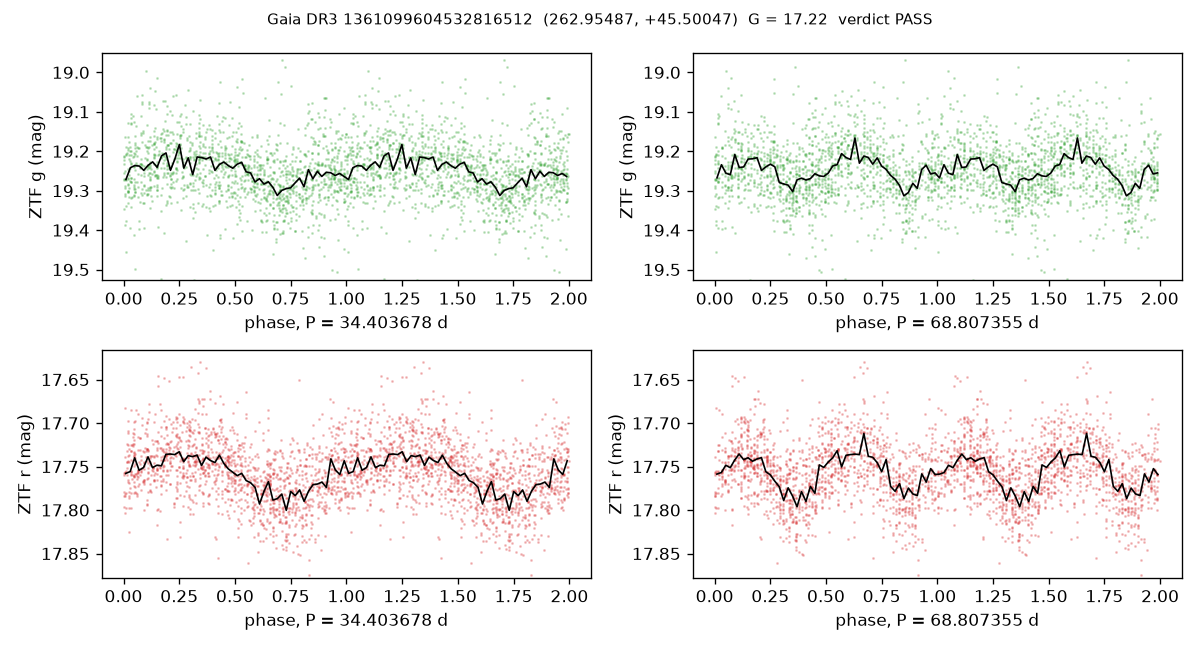 Gaia DR3 1361099604532816512 (262.95487, +45.50047) G = 17.22 verdict PASS
ZTF g (mag)
19.0
19.1
19.2
19.3
19.4
19.5
0.00 0.25 0.50 0.75 1.00 1.25 1.50 1.75 2.00
phase, P = 34.403678 d
ZTF g (mag)
19.0
19.1
19.2
19.3
19.4
19.5
0.00 0.25 0.50 0.75 1.00 1.25 1.50 1.75 2.00
phase, P = 68.807355 d
ZTF r (mag)
17.65
17.70
17.75
17.80
17.85
0.00 0.25 0.50 0.75 1.00 1.25 1.50 1.75 2.00
phase, P = 34.403678 d
ZTF r (mag)
17.65
17.70
17.75
17.80
17.85
0.00 0.25 0.50 0.75 1.00 1.25 1.50 1.75 2.00
phase, P = 68.807355 d